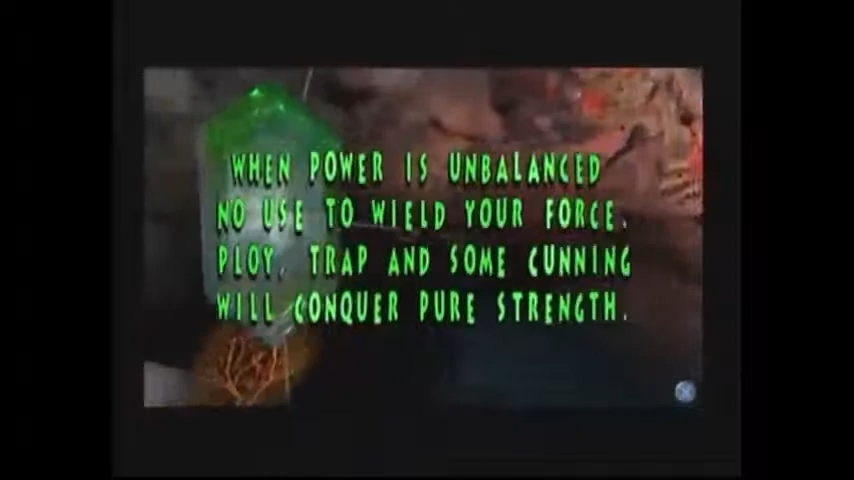 WHEN POWER IS UNBALANCED
NO USE TO WIELD YOUR FORCE.
PLOY, TRAP AND SOME CUNNING
WILL CONQUER PURE STRENGTH.